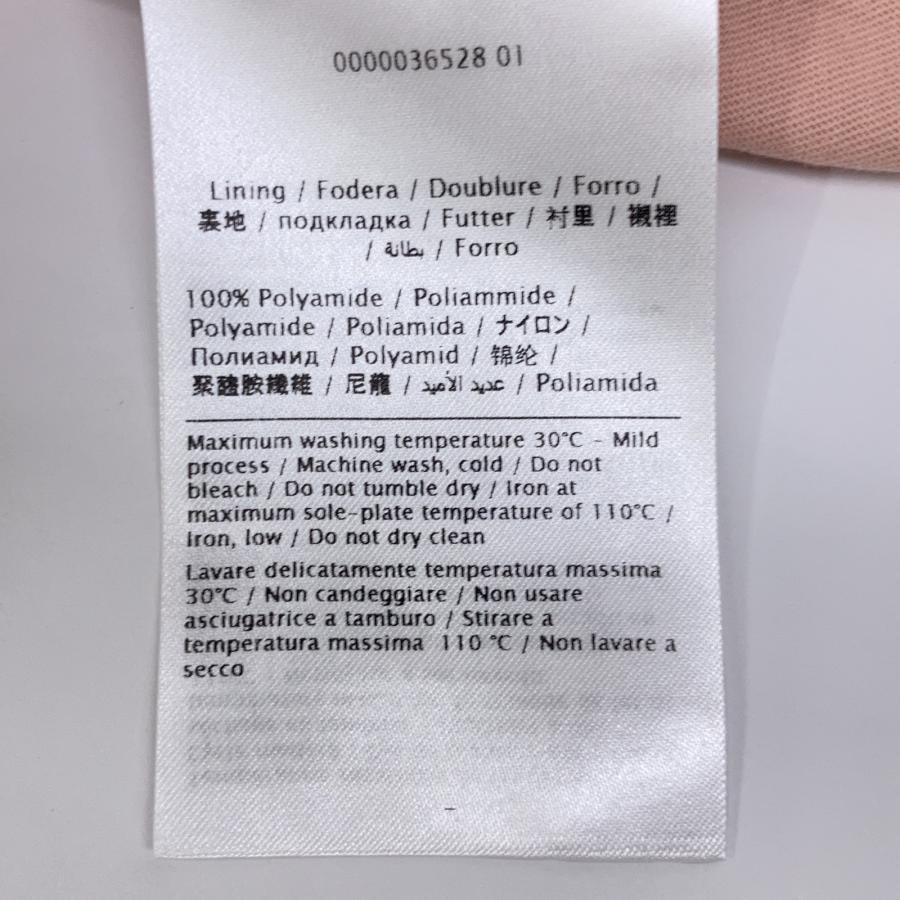 0000036528 01
Lining / Fodera / Doublure / Forro /
裏地 / подкладка / Futter / 衬里 / 襯裡
/ بطانة / Forro
100% Polyamide / Poliammide /
Polyamide / Poliamida / ナイロン /
Полиамид / Polyamid / 锦纶 /
聚醯胺纖維 / 尼龍 / عديد الأميد / Poliamida
Maximum washing temperature 30°C - Mild
process / Machine wash, cold / Do not
bleach / Do not tumble dry / Iron at
maximum sole-plate temperature of 110°C /
Iron, low / Do not dry clean
Lavare delicatamente temperatura massima
30°C / Non candeggiare / Non usare
asciugatrice a tamburo / Stirare a
temperatura massima 110 °C / Non lavare a
secco